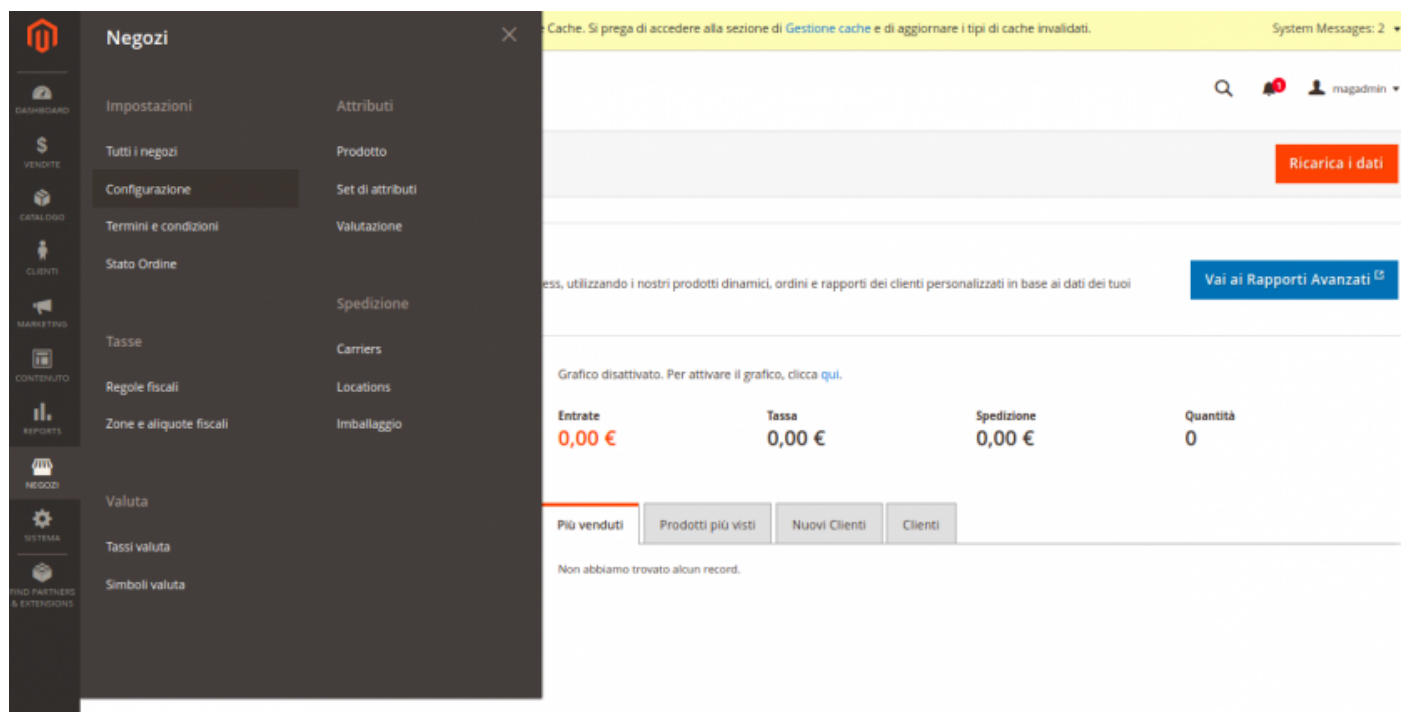 DASHBOARD
VENDITE
CATALOGO
CLIENTI
MARKETING
CONTENUTO
REPORTS
NEGOZI
SISTEMA
FIND PARTNERS
& EXTENSIONS
Negozi
Impostazioni
Tutti i negozi
Configurazione
Termini e condizioni
Stato Ordine
Tasse
Regole fiscali
Zone e aliquote fiscali
Valuta
Tassi valuta
Simboli valuta
Attributi
Prodotto
Set di attributi
Valutazione
Spedizione
Carriers
Locations
Imballaggio
Cache. Si prega di accedere alla sezione di Gestione cache e di aggiornare i tipi di cache invalidati.
System Messages: 2
1
magadmin
Ricarica i dati
ess, utilizzando i nostri prodotti dinamici, ordini e rapporti dei clienti personalizzati in base ai dati dei tuoi
Vai ai Rapporti Avanzati
Grafico disattivato. Per attivare il grafico, clicca qui.
Entrate Tassa Spedizione Quantità
0,00 € 0,00 € 0,00 € 0
Più venduti Prodotti più visti Nuovi Clienti Clienti
Non abbiamo trovato alcun record.